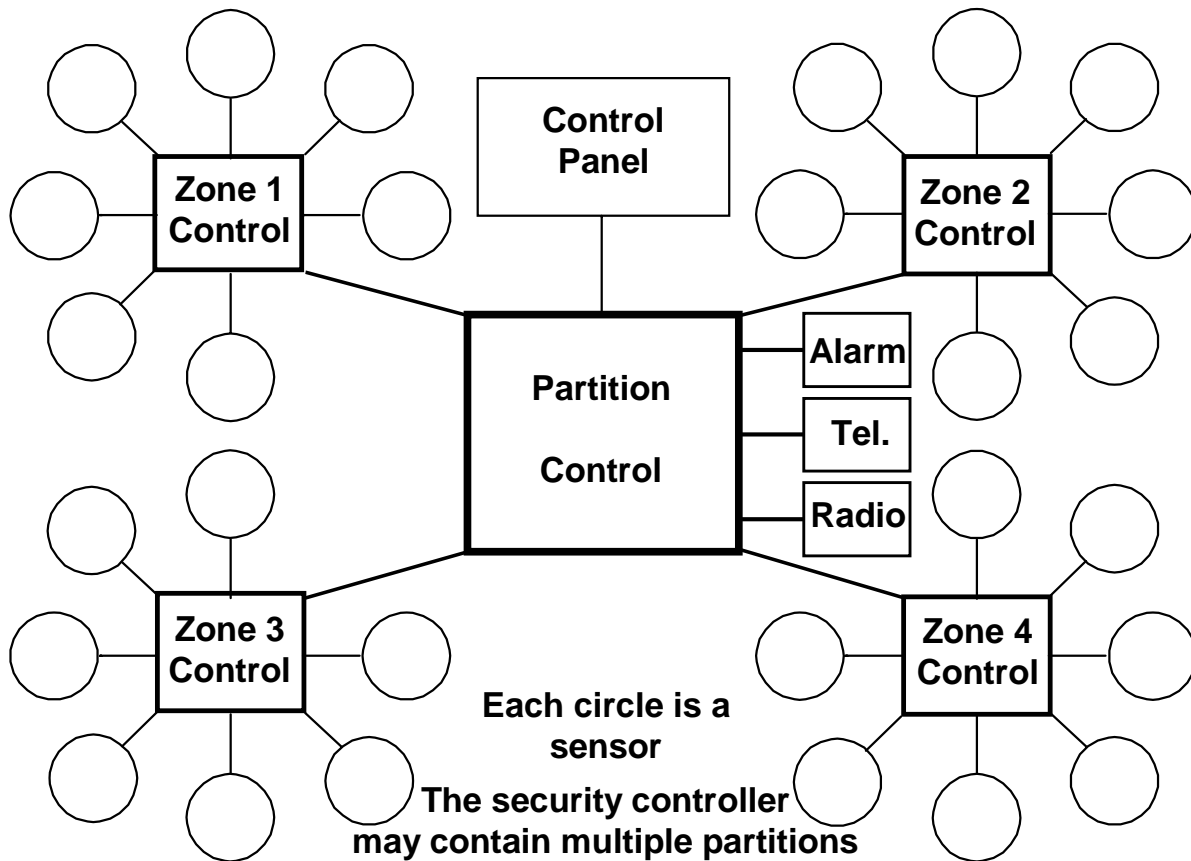 Control
Panel
Zone 1
Control
Zone 2
Control
Partition
Control
Alarm
Tel.
Radio
Zone 3
Control
Zone 4
Control
Each circle is a
sensor
The security controller
may contain multiple partitions